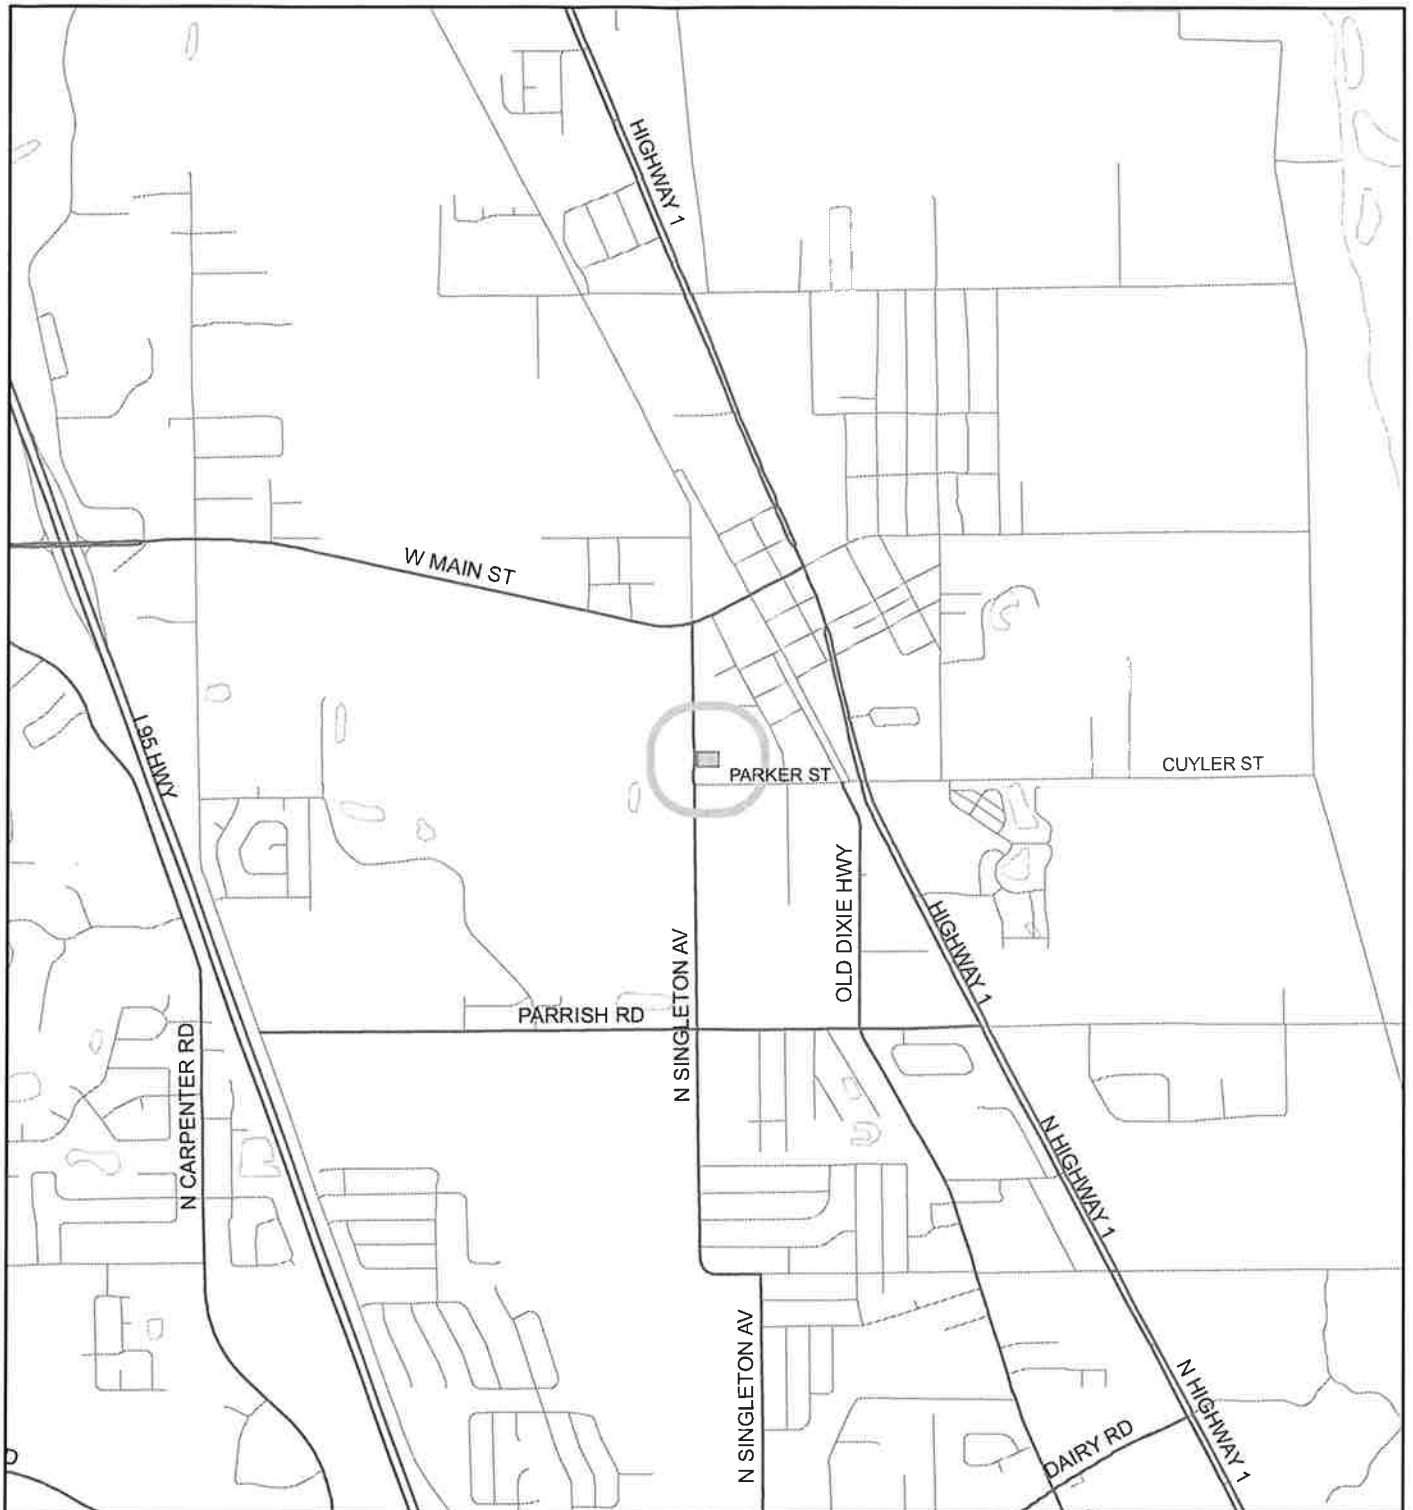 HIGHWAY 1
W MAIN ST
I 95 HWY
PARKER ST
CUYLER ST
OLD DIXIE HWY
HIGHWAY 1
N SINGLETON AV
PARRISH RD
N CARPENTER RD
N HIGHWAY 1
N SINGLETON AV
N HIGHWAY 1
DAIRY RD
D